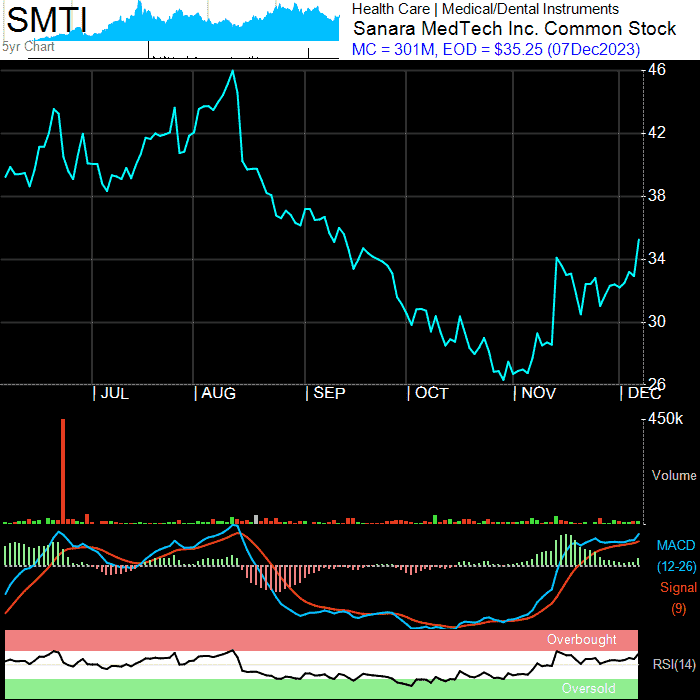 SMTI
5yr Chart
Health Care | Medical/Dental Instruments
Sanara MedTech Inc. Common Stock
MC = 301M, EOD = $35.25 (07Dec2023)
46
42
38
34
30
26
JUL AUG SEP OCT NOV DEC
450k
Volume
MACD
(12-26)
Signal
(9)
Overbought
RSI(14)
Oversold